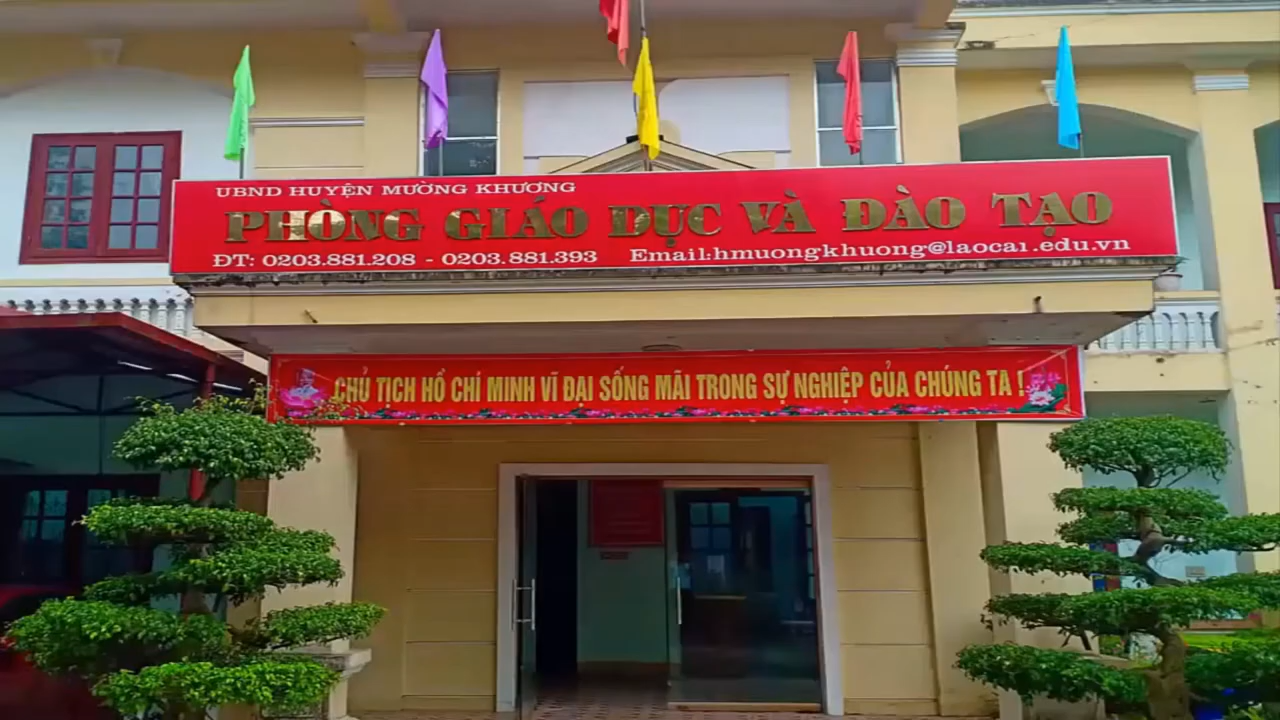 UBND HUYỆN MƯỜNG KHƯƠNG
PHÒNG GIÁO DỤC VÀ ĐÀO TẠO
ĐT: 0203.881.208 - 0203.881.393 Email:hmuongkhuong@laocai.edu.vn
CHỦ TỊCH HỒ CHÍ MINH VĨ ĐẠI SỐNG MÃI TRONG SỰ NGHIỆP CỦA CHÚNG TA !